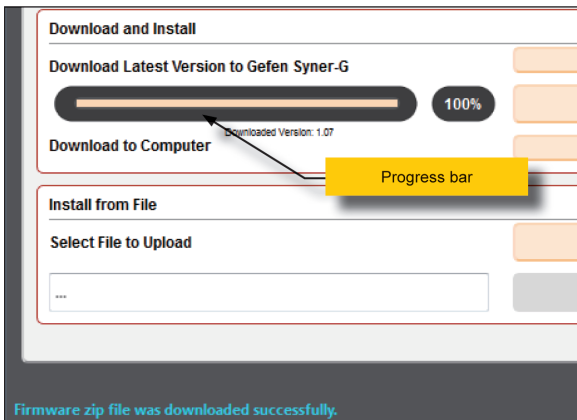 Download and Install
Download Latest Version to Gefen Syner-G
100%
Downloaded Version: 1.07
Download to Computer
Progress bar
Install from File
Select File to Upload
...
Firmware zip file was downloaded successfully.